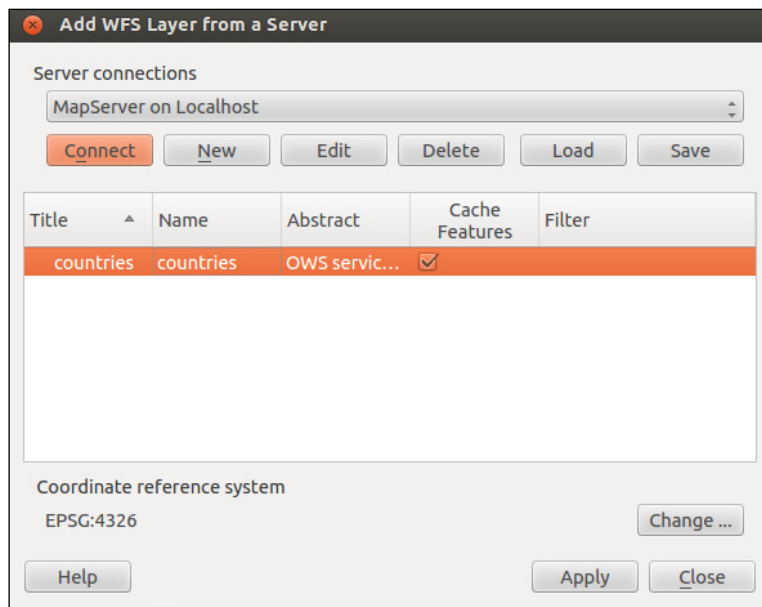 Add WFS Layer from a Server
Server connections
MapServer on Localhost
Connect New Edit Delete Load Save
Title Name Abstract Cache Features Filter
countries countries OWS servic...
Coordinate reference system
EPSG:4326 Change ...
Help Apply Close